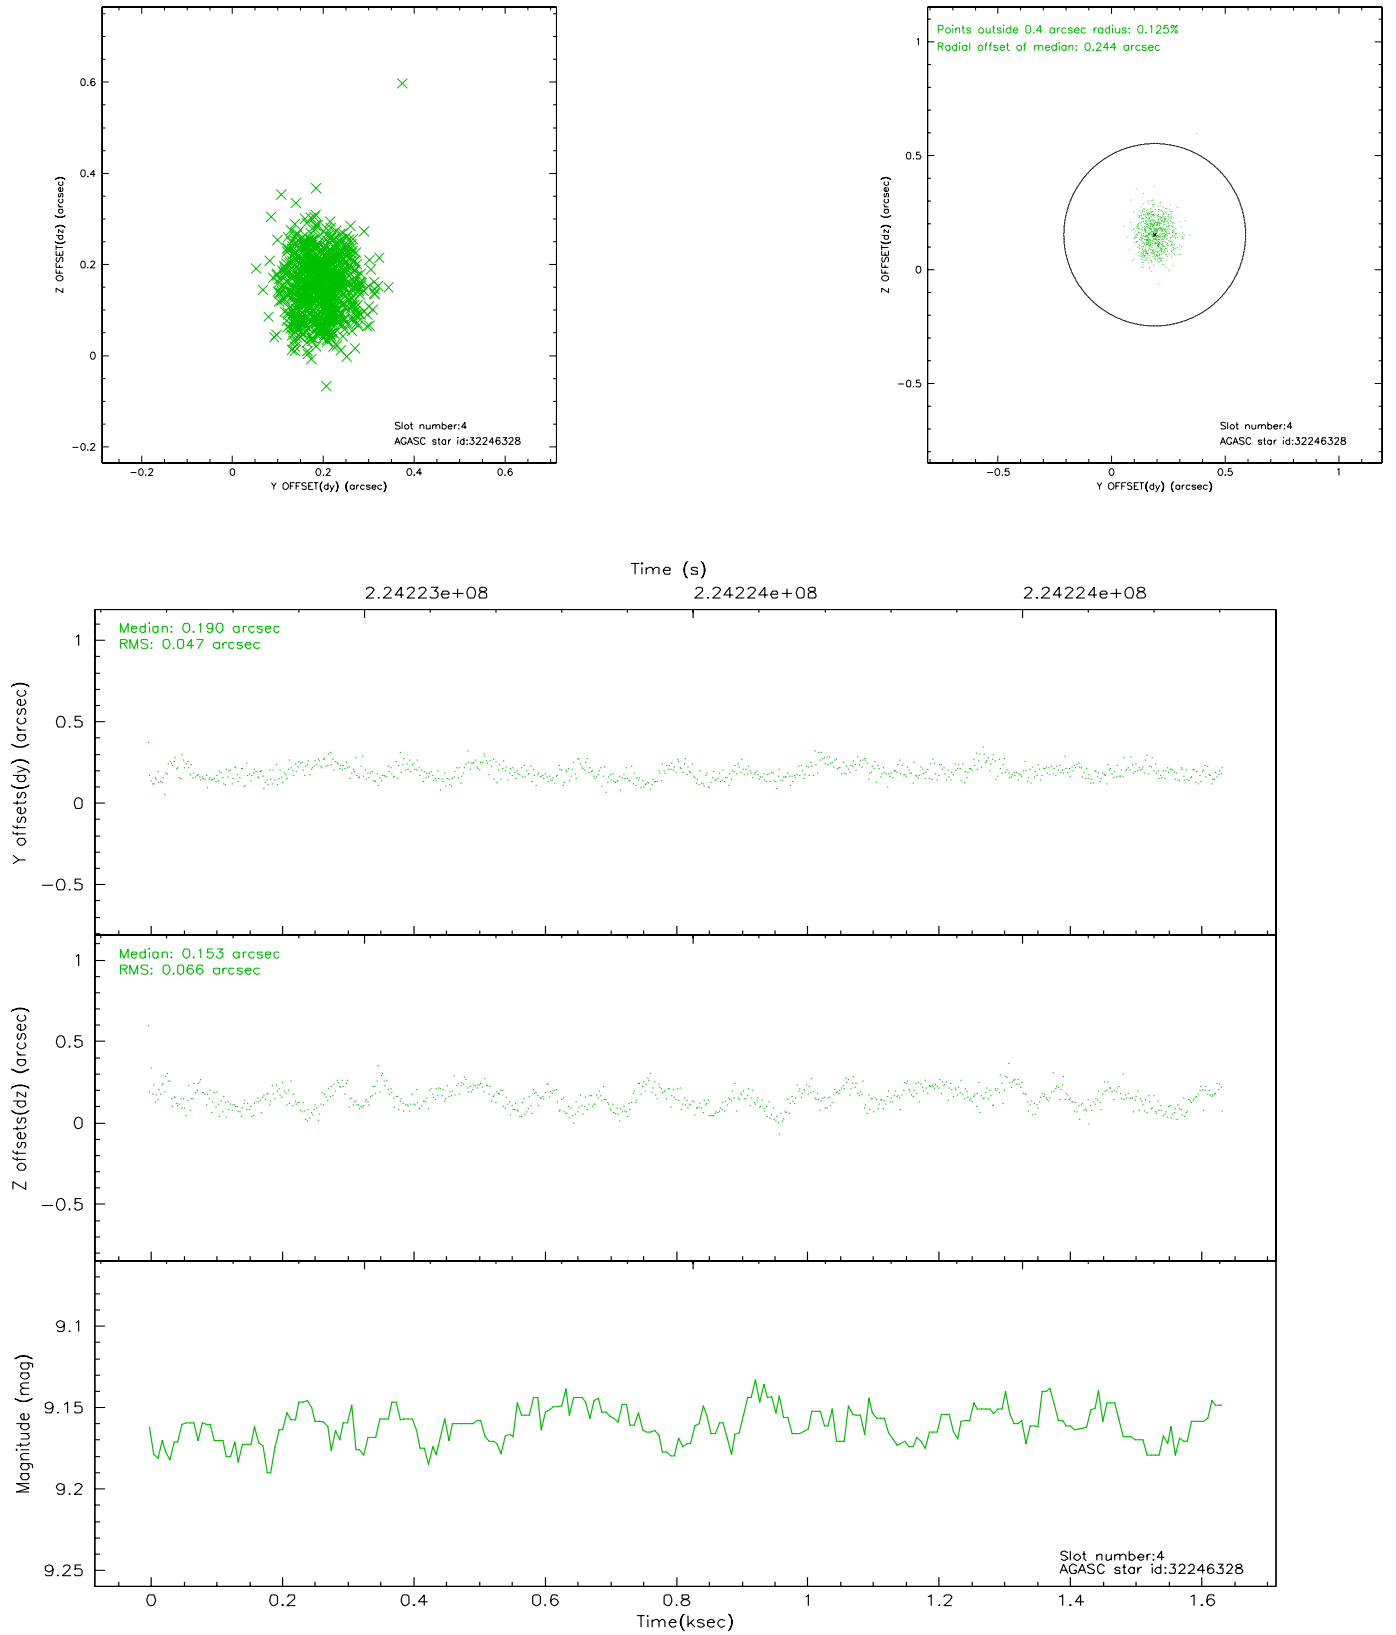 0.6
0.4
0.2
0
−0.2
Z OFFSET(dz) (arcsec)
Slot number:4
AGASC star id:32246328
−0.2 0 0.2 0.4 0.6
Y OFFSET(dy) (arcsec)
Points outside 0.4 arcsec radius: 0.125%
Radial offset of median: 0.244 arcsec
1
0.5
0
−0.5
Z OFFSET(dz) (arcsec)
Slot number:4
AGASC star id:32246328
−0.5 0 0.5 1
Y OFFSET(dy) (arcsec)
Time (s)
2.24223e+08 2.24224e+08 2.24224e+08
Median: 0.190 arcsec
RMS: 0.047 arcsec
1
0.5
0
−0.5
Y offsets(dy) (arcsec)
Median: 0.153 arcsec
RMS: 0.066 arcsec
1
0.5
0
−0.5
Z offsets(dz) (arcsec)
9.1
9.15
9.2
9.25
Magnitude (mag)
Slot number:4
AGASC star id:32246328
0 0.2 0.4 0.6 0.8 1 1.2 1.4 1.6
Time(ksec)